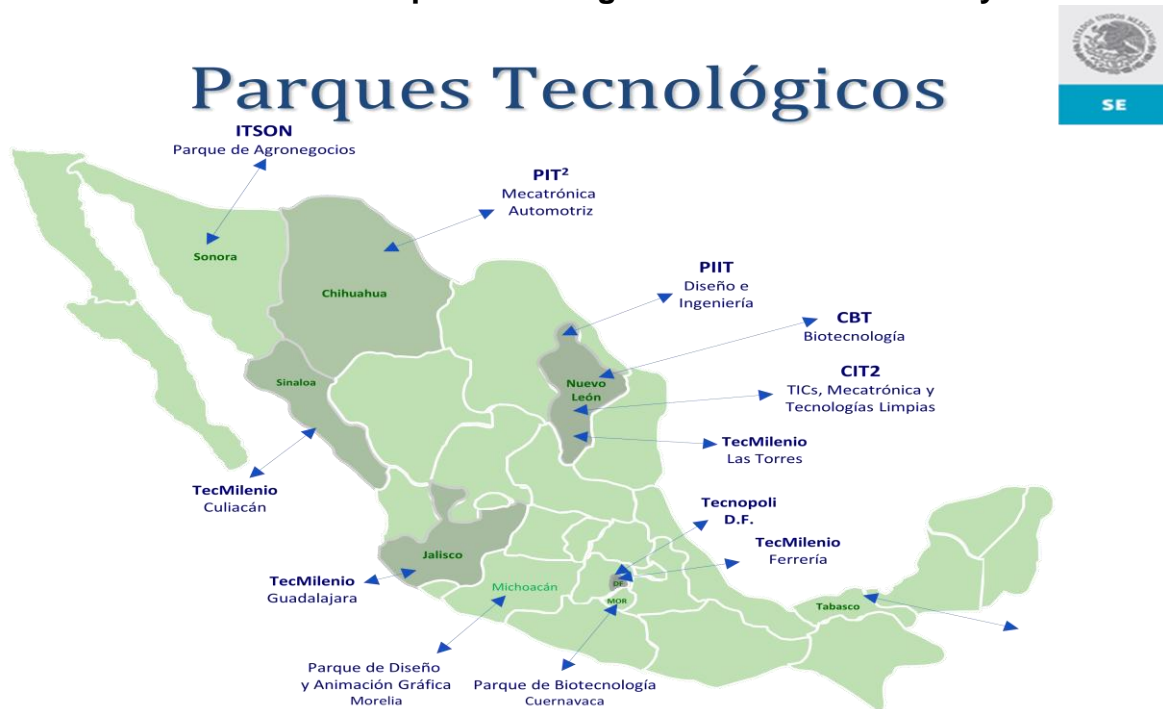 Parques Tecnológicos
SE
ITSON
Parque de Agronegocios
PIT²
Mecatrónica
Automotriz
Sonora
PIIT
Diseño e
Ingeniería
Chihuahua
CBT
Biotecnología
CIT2
TICs, Mecatrónica y
Tecnologías Limpias
Sinaloa
Nuevo
León
TecMilenio
Las Torres
TecMilenio
Culiacán
Tecnopoli
D.F.
TecMilenio
Ferrería
Jalisco
TecMilenio
Guadalajara
Michoacán
DF.
MOR
Tabasco
Parque de Diseño
y Animación Gráfica
Morelia
Parque de Biotecnología
Cuernavaca